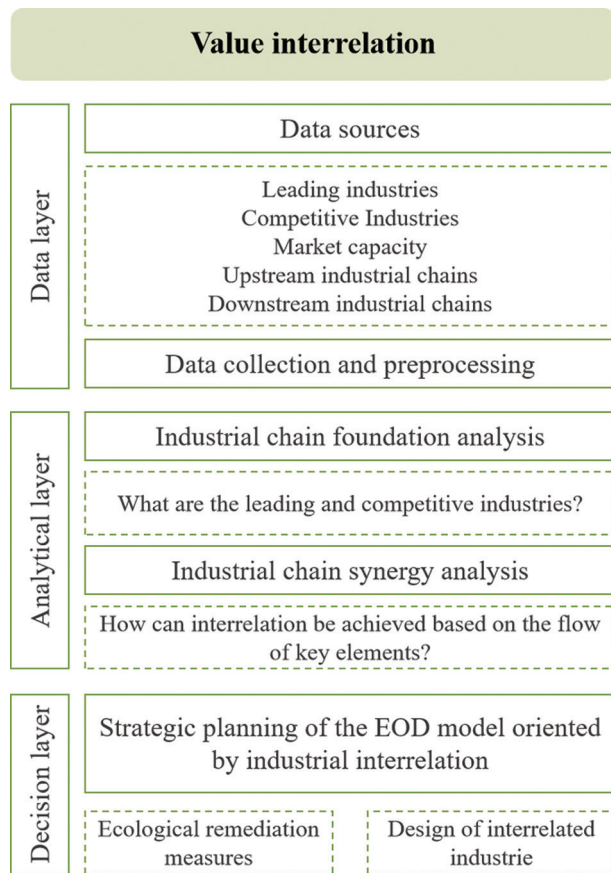 Value interrelation
Data layer
Data sources
Leading industries
Competitive Industries
Market capacity
Upstream industrial chains
Downstream industrial chains
Data collection and preprocessing
Analytical layer
Industrial chain foundation analysis
What are the leading and competitive industries?
Industrial chain synergy analysis
How can interrelation be achieved based on the flow
of key elements?
Decision layer
Strategic planning of the EOD model oriented
by industrial interrelation
Ecological remediation
measures
Design of interrelated
industrie